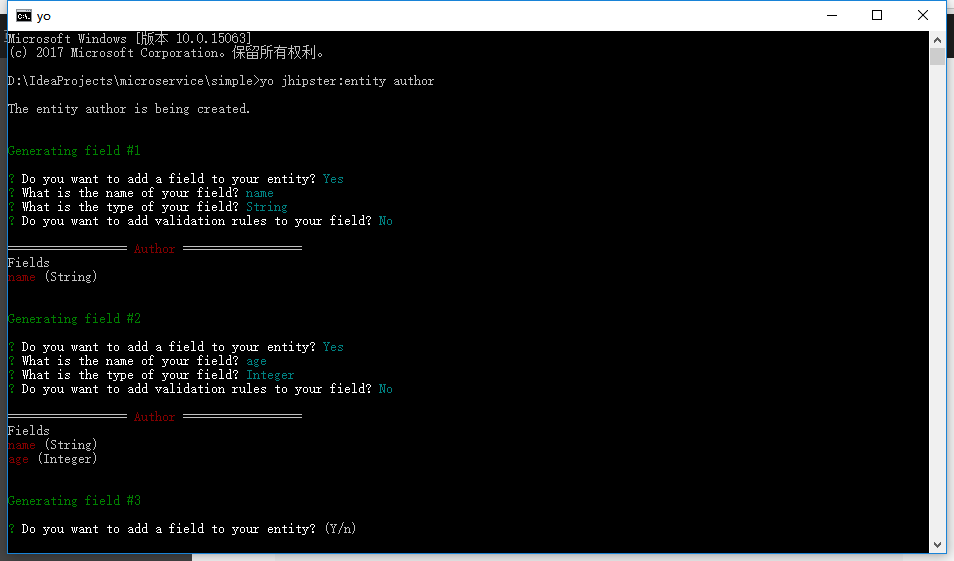 yo
Microsoft Windows [版本 10.0.15063]
(c) 2017 Microsoft Corporation。保留所有权利。
D:\IdeaProjects\microservice\simple>yo jhipster:entity author
The entity author is being created.
Generating field #1
? Do you want to add a field to your entity? Yes
? What is the name of your field? name
? What is the type of your field? String
? Do you want to add validation rules to your field? No
================= Author =================
Fields
name (String)
Generating field #2
? Do you want to add a field to your entity? Yes
? What is the name of your field? age
? What is the type of your field? Integer
? Do you want to add validation rules to your field? No
================= Author =================
Fields
name (String)
age (Integer)
Generating field #3
? Do you want to add a field to your entity? (Y/n)